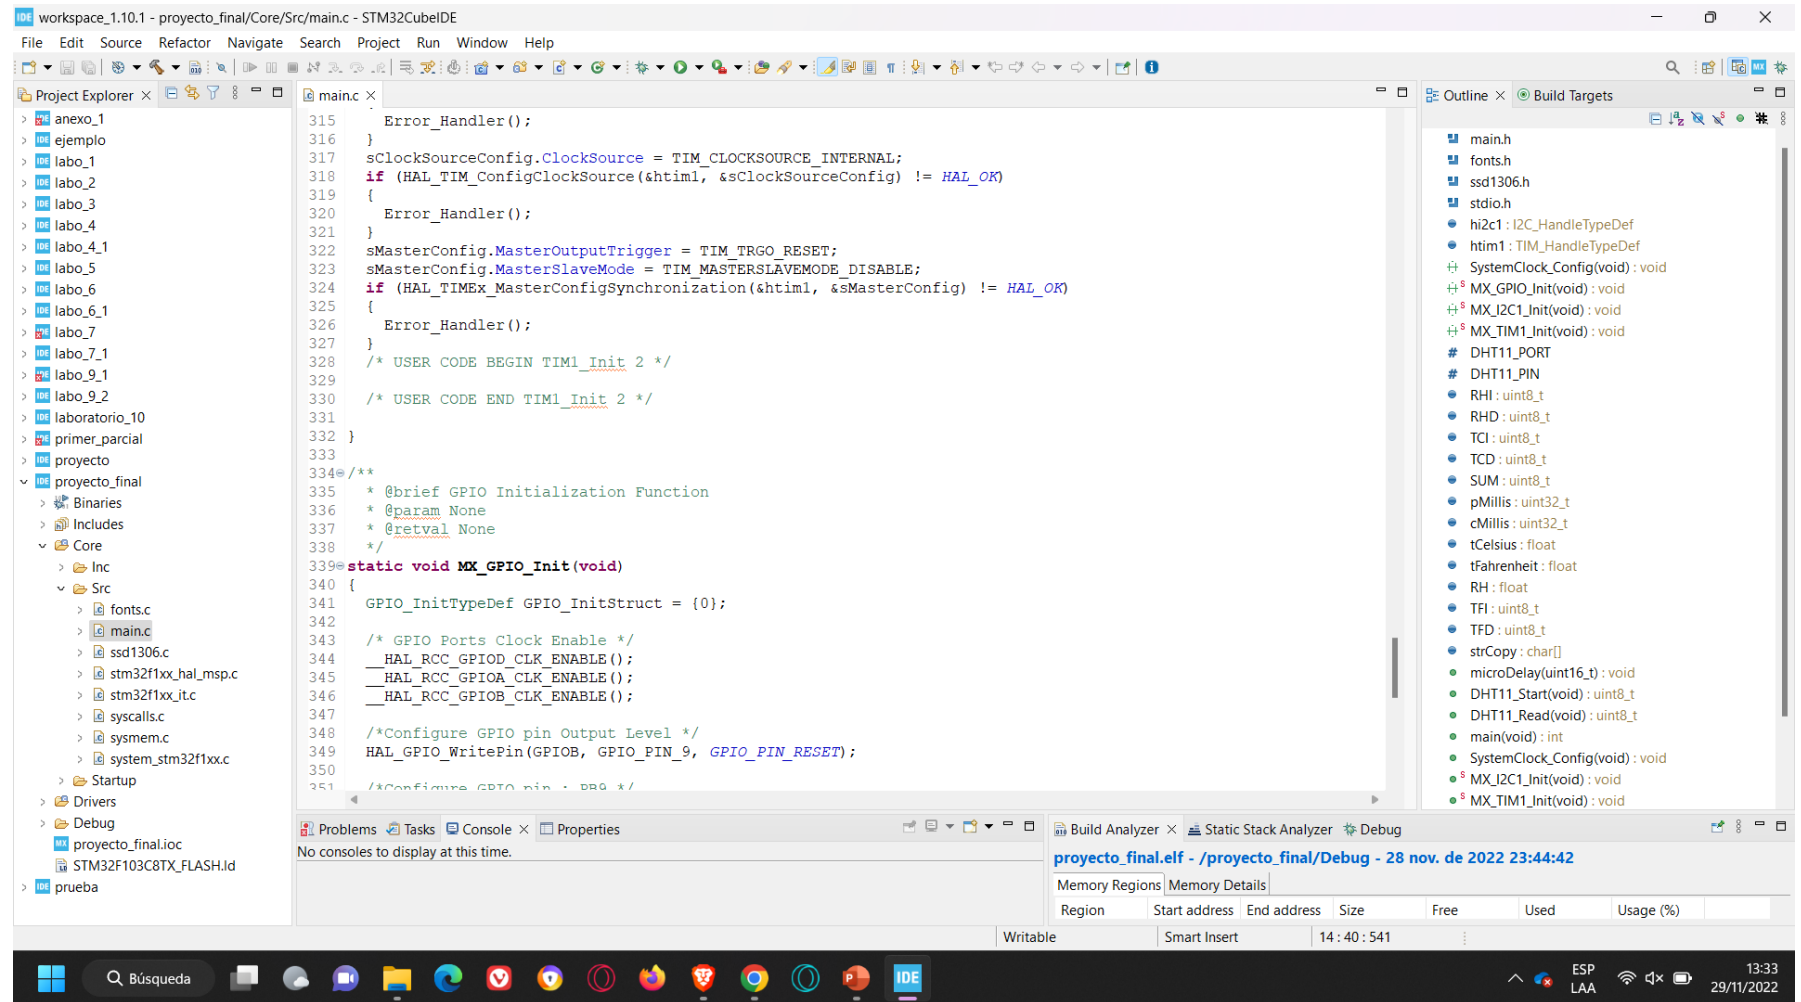 IDE workspace_1.10.1 - proyecto_final/Core/Src/main.c - STM32CubeIDE
File Edit Source Refactor Navigate Search Project Run Window Help
Project Explorer
anexo_1
ejemplo
labo_1
labo_2
labo_3
labo_4
labo_4_1
labo_5
labo_6
labo_6_1
labo_7
labo_7_1
labo_9_1
labo_9_2
laboratorio_10
primer_parcial
proyecto
proyecto_final
Binaries
Includes
Core
Inc
Src
fonts.c
main.c
ssd1306.c
stm32f1xx_hal_msp.c
stm32f1xx_it.c
syscalls.c
sysmem.c
system_stm32f1xx.c
Startup
Drivers
Debug
proyecto_final.ioc
STM32F103C8TX_FLASH.ld
prueba
main.c
315 Error_Handler();
316 }
317 sClockSourceConfig.ClockSource = TIM_CLOCKSOURCE_INTERNAL;
318 if (HAL_TIM_ConfigClockSource(&htim1, &sClockSourceConfig) != HAL_OK)
319 {
320 Error_Handler();
321 }
322 sMasterConfig.MasterOutputTrigger = TIM_TRGO_RESET;
323 sMasterConfig.MasterSlaveMode = TIM_MASTERSLAVEMODE_DISABLE;
324 if (HAL_TIMEx_MasterConfigSynchronization(&htim1, &sMasterConfig) != HAL_OK)
325 {
326 Error_Handler();
327 }
328 /* USER CODE BEGIN TIM1_Init 2 */
329
330 /* USER CODE END TIM1_Init 2 */
331
332 }
333
334 /**
335 * @brief GPIO Initialization Function
336 * @param None
337 * @retval None
338 */
339 static void MX_GPIO_Init(void)
340 {
341 GPIO_InitTypeDef GPIO_InitStruct = {0};
342
343 /* GPIO Ports Clock Enable */
344 __HAL_RCC_GPIOD_CLK_ENABLE();
345 __HAL_RCC_GPIOA_CLK_ENABLE();
346 __HAL_RCC_GPIOB_CLK_ENABLE();
347
348 /*Configure GPIO pin Output Level */
349 HAL_GPIO_WritePin(GPIOB, GPIO_PIN_9, GPIO_PIN_RESET);
350
351 /*Configure GPIO pin : PB9 */
Outline Build Targets
main.h
fonts.h
ssd1306.h
stdio.h
hi2c1 : I2C_HandleTypeDef
htim1 : TIM_HandleTypeDef
SystemClock_Config(void) : void
MX_GPIO_Init(void) : void
MX_I2C1_Init(void) : void
MX_TIM1_Init(void) : void
DHT11_PORT
DHT11_PIN
RHI : uint8_t
RHD : uint8_t
TCI : uint8_t
TCD : uint8_t
SUM : uint8_t
pMillis : uint32_t
cMillis : uint32_t
tCelsius : float
tFahrenheit : float
RH : float
TFI : uint8_t
TFD : uint8_t
strCopy : char[]
microDelay(uint16_t) : void
DHT11_Start(void) : uint8_t
DHT11_Read(void) : uint8_t
main(void) : int
SystemClock_Config(void) : void
MX_I2C1_Init(void) : void
MX_TIM1_Init(void) : void
Problems Tasks Console Properties
No consoles to display at this time.
Build Analyzer Static Stack Analyzer Debug
proyecto_final.elf - /proyecto_final/Debug - 28 nov. de 2022 23:44:42
Memory Regions Memory Details
Region Start address End address Size Free Used Usage (%)
Writable Smart Insert 14 : 40 : 541
Búsqueda
IDE
ESP
LAA
13:33
29/11/2022